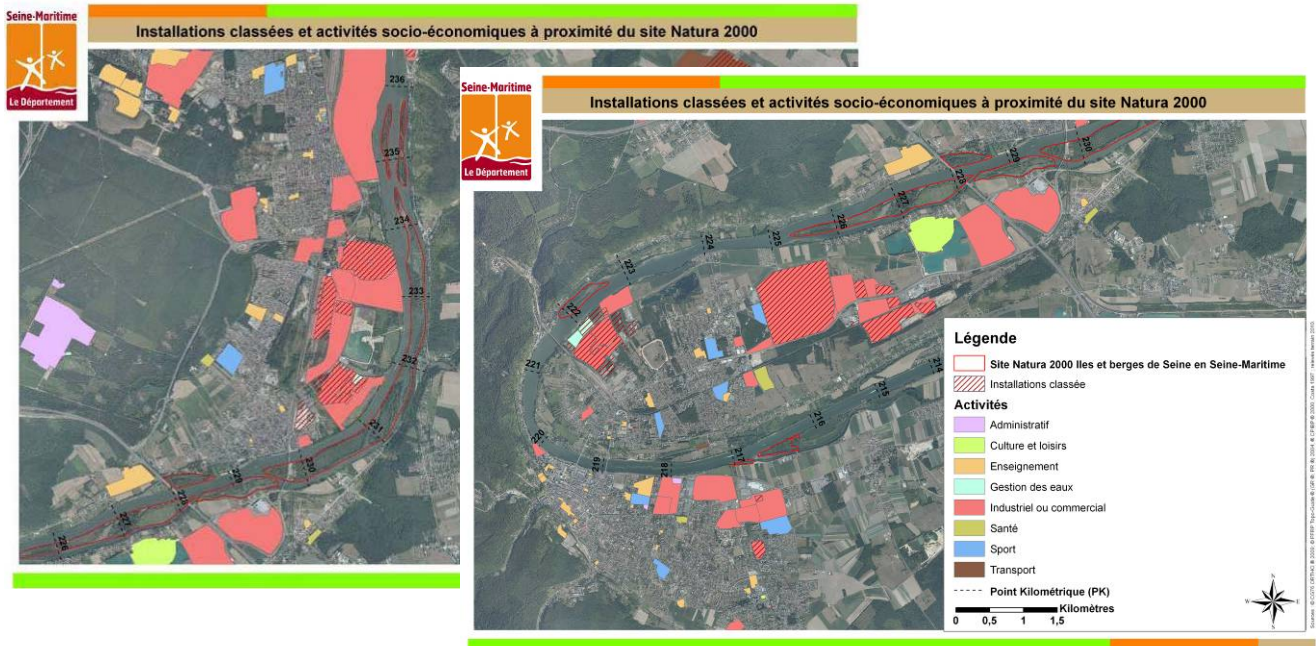 Seine-Maritime
Le Département
Installations classées et activités socio-économiques à proximité du site Natura 2000
236
235
234
233
232
231
230
229
228
227
226
Seine-Maritime
Le Département
Installations classées et activités socio-économiques à proximité du site Natura 2000
230
229
228
227
226
225
224
223
222
221
220
219
218
217
216
215
214
Légende
Site Natura 2000 Iles et berges de Seine en Seine-Maritime
Installations classée
Activités
Administratif
Culture et loisirs
Enseignement
Gestion des eaux
Industriel ou commercial
Santé
Sport
Transport
Point Kilométrique (PK)
Kilomètres
0 0,5 1 1,5
N
W E
S